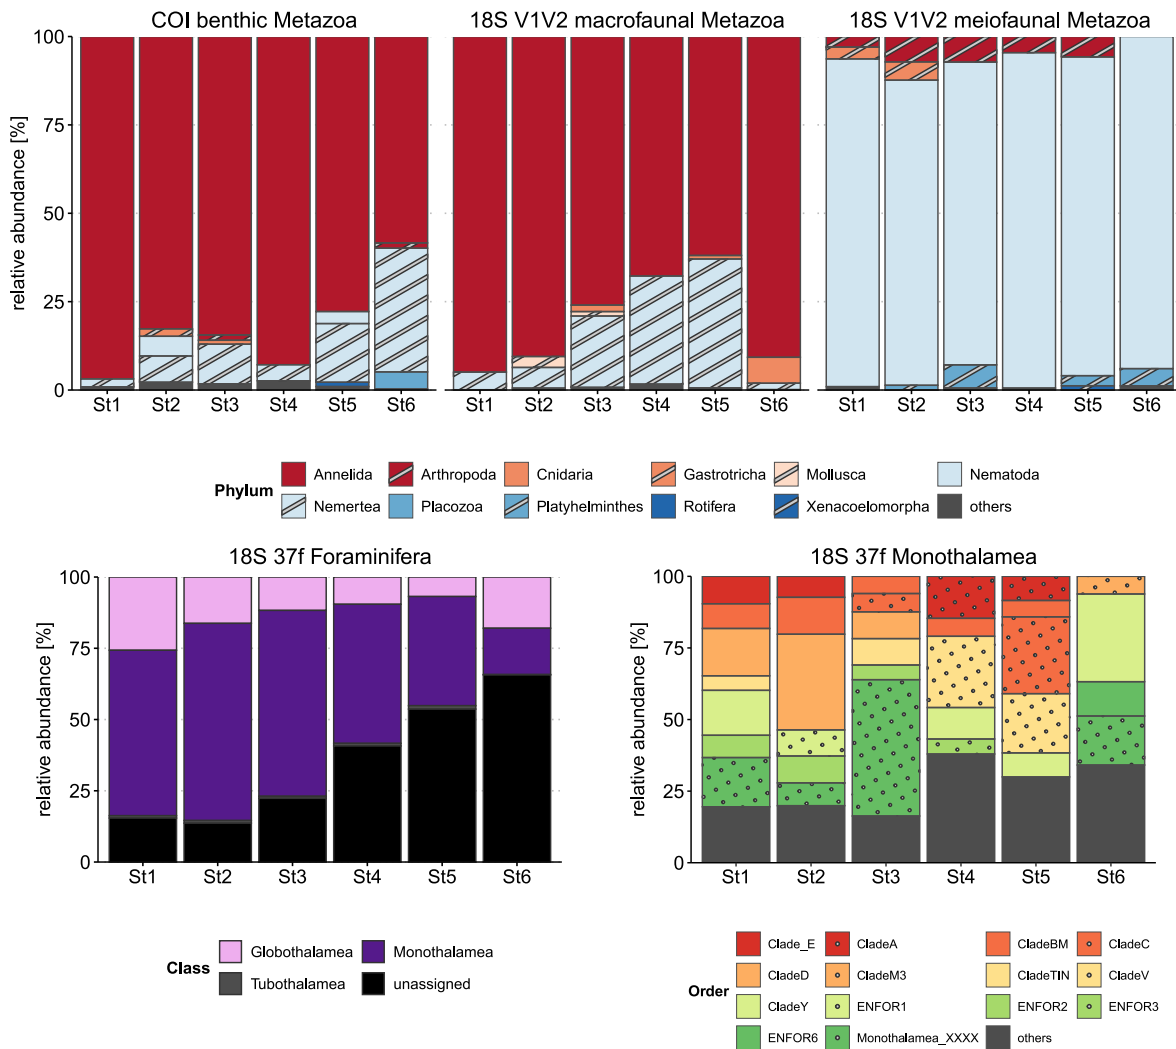 COI benthic Metazoa 18S V1V2 macrofaunal Metazoa 18S V1V2 meiofaunal Metazoa
relative abundance [%]
100
75
50
25
0
St1 St2 St3 St4 St5 St6 St1 St2 St3 St4 St5 St6 St1 St2 St3 St4 St5 St6
Phylum
Annelida Arthropoda Cnidaria Gastrotricha Mollusca Nematoda
Nemertea Placozoa Platyhelminthes Rotifera Xenacoelomorpha others
18S 37f Foraminifera
relative abundance [%]
100
75
50
25
0
St1 St2 St3 St4 St5 St6
Class
Globothalamea Monothalamea
Tubothalamea unassigned
18S 37f Monothalamea
relative abundance [%]
100
75
50
25
0
St1 St2 St3 St4 St5 St6
Order
Clade_E CladeA CladeBM CladeC
CladeD CladeM3 CladeTIN CladeV
CladeY ENFOR1 ENFOR2 ENFOR3
ENFOR6 Monothalamea_XXXX others